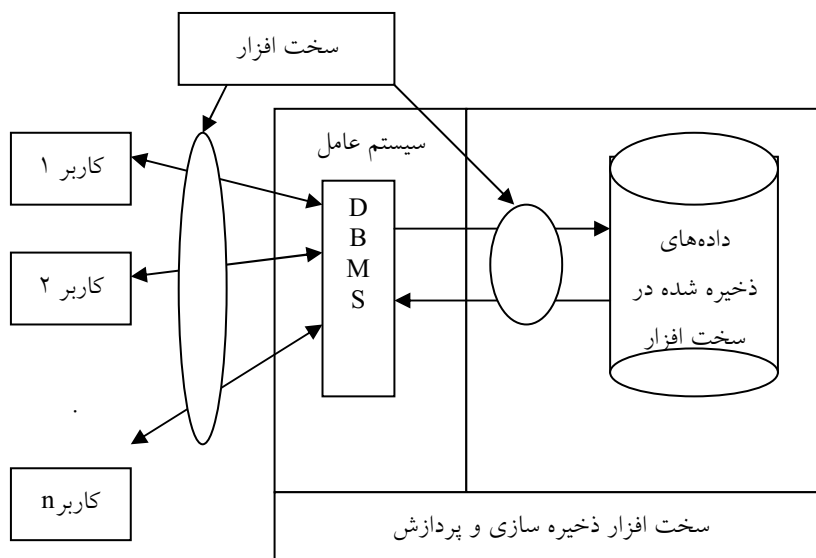 سخت افزار
سیستم عامل
کاربر ۱
D
B
M
S
داده‌های
ذخیره شده در
سخت افزار
کاربر ۲
.
کاربر n
سخت افزار ذخیره سازی و پردازش